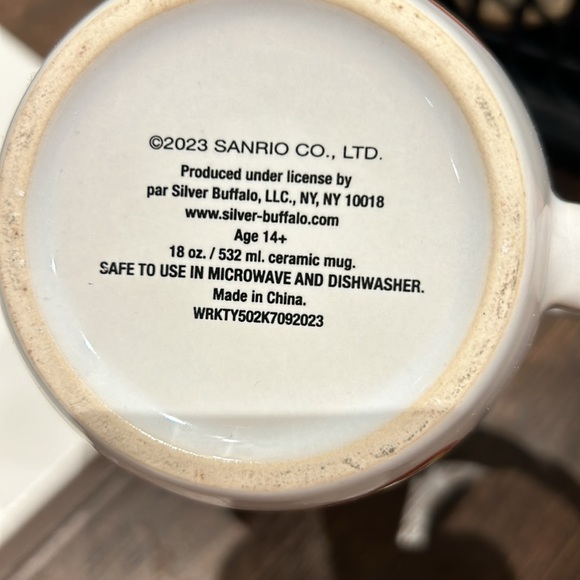 ©2023 SANRIO CO., LTD.
Produced under license by
par Silver Buffalo, LLC., NY, NY 10018
www.silver-buffalo.com
Age 14+
18 oz. / 532 ml. ceramic mug.
SAFE TO USE IN MICROWAVE AND DISHWASHER.
Made in China.
WRKTY502K7092023